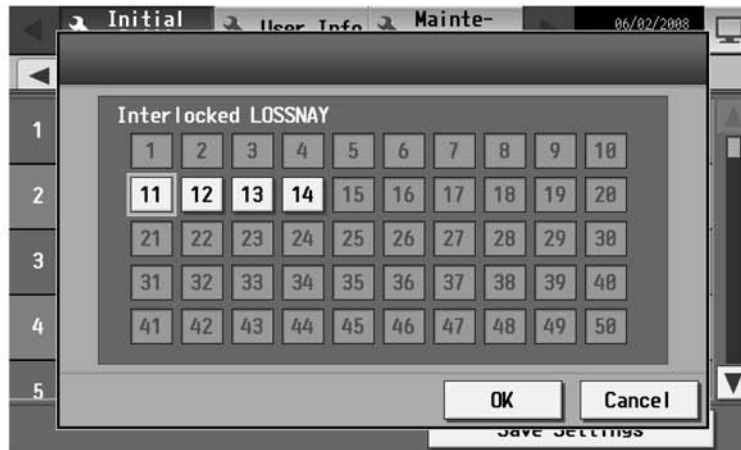 Initial User Info Mainte- 06/02/2008
Interlocked LOSSNAY
1 1 2 3 4 5 6 7 8 9 10
2 11 12 13 14 15 16 17 18 19 20
3 21 22 23 24 25 26 27 28 29 30
31 32 33 34 35 36 37 38 39 40
4 41 42 43 44 45 46 47 48 49 50
5 OK Cancel
Save Settings